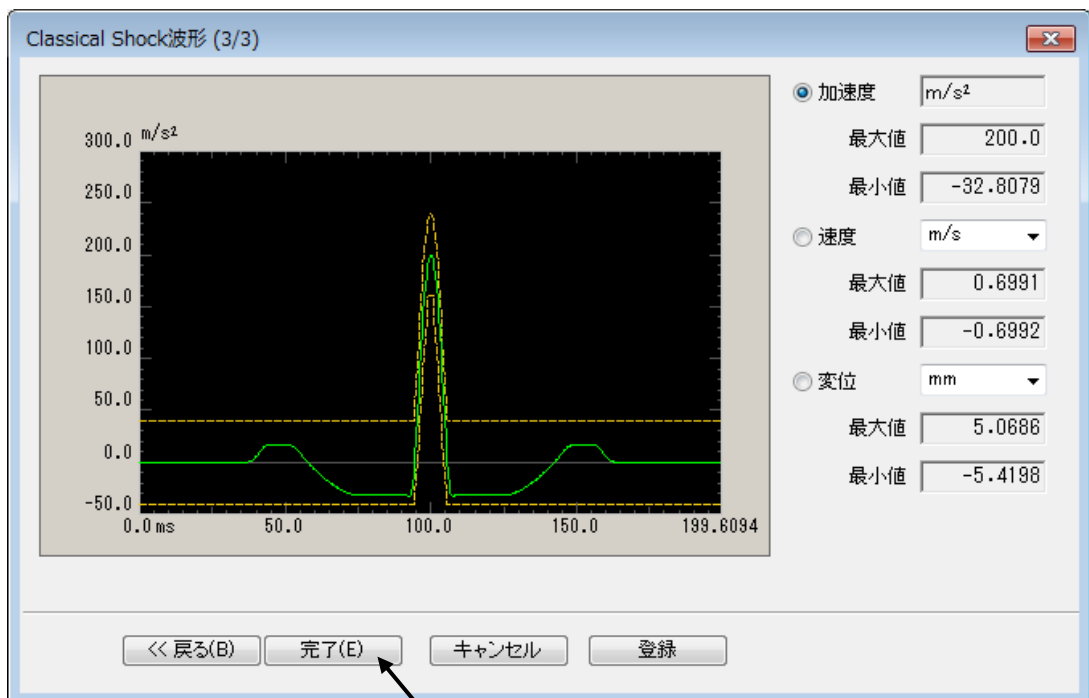 Classical Shock波形 (3/3)
m/s²
300.0
250.0
200.0
150.0
100.0
50.0
0.0
-50.0
0.0 ms 50.0 100.0 150.0 199.6094
加速度 m/s²
最大値 200.0
最小値 -32.8079
速度 m/s
最大値 0.6991
最小値 -0.6992
変位 mm
最大値 5.0686
最小値 -5.4198
<< 戻る(B) 完了(E) キャンセル 登録